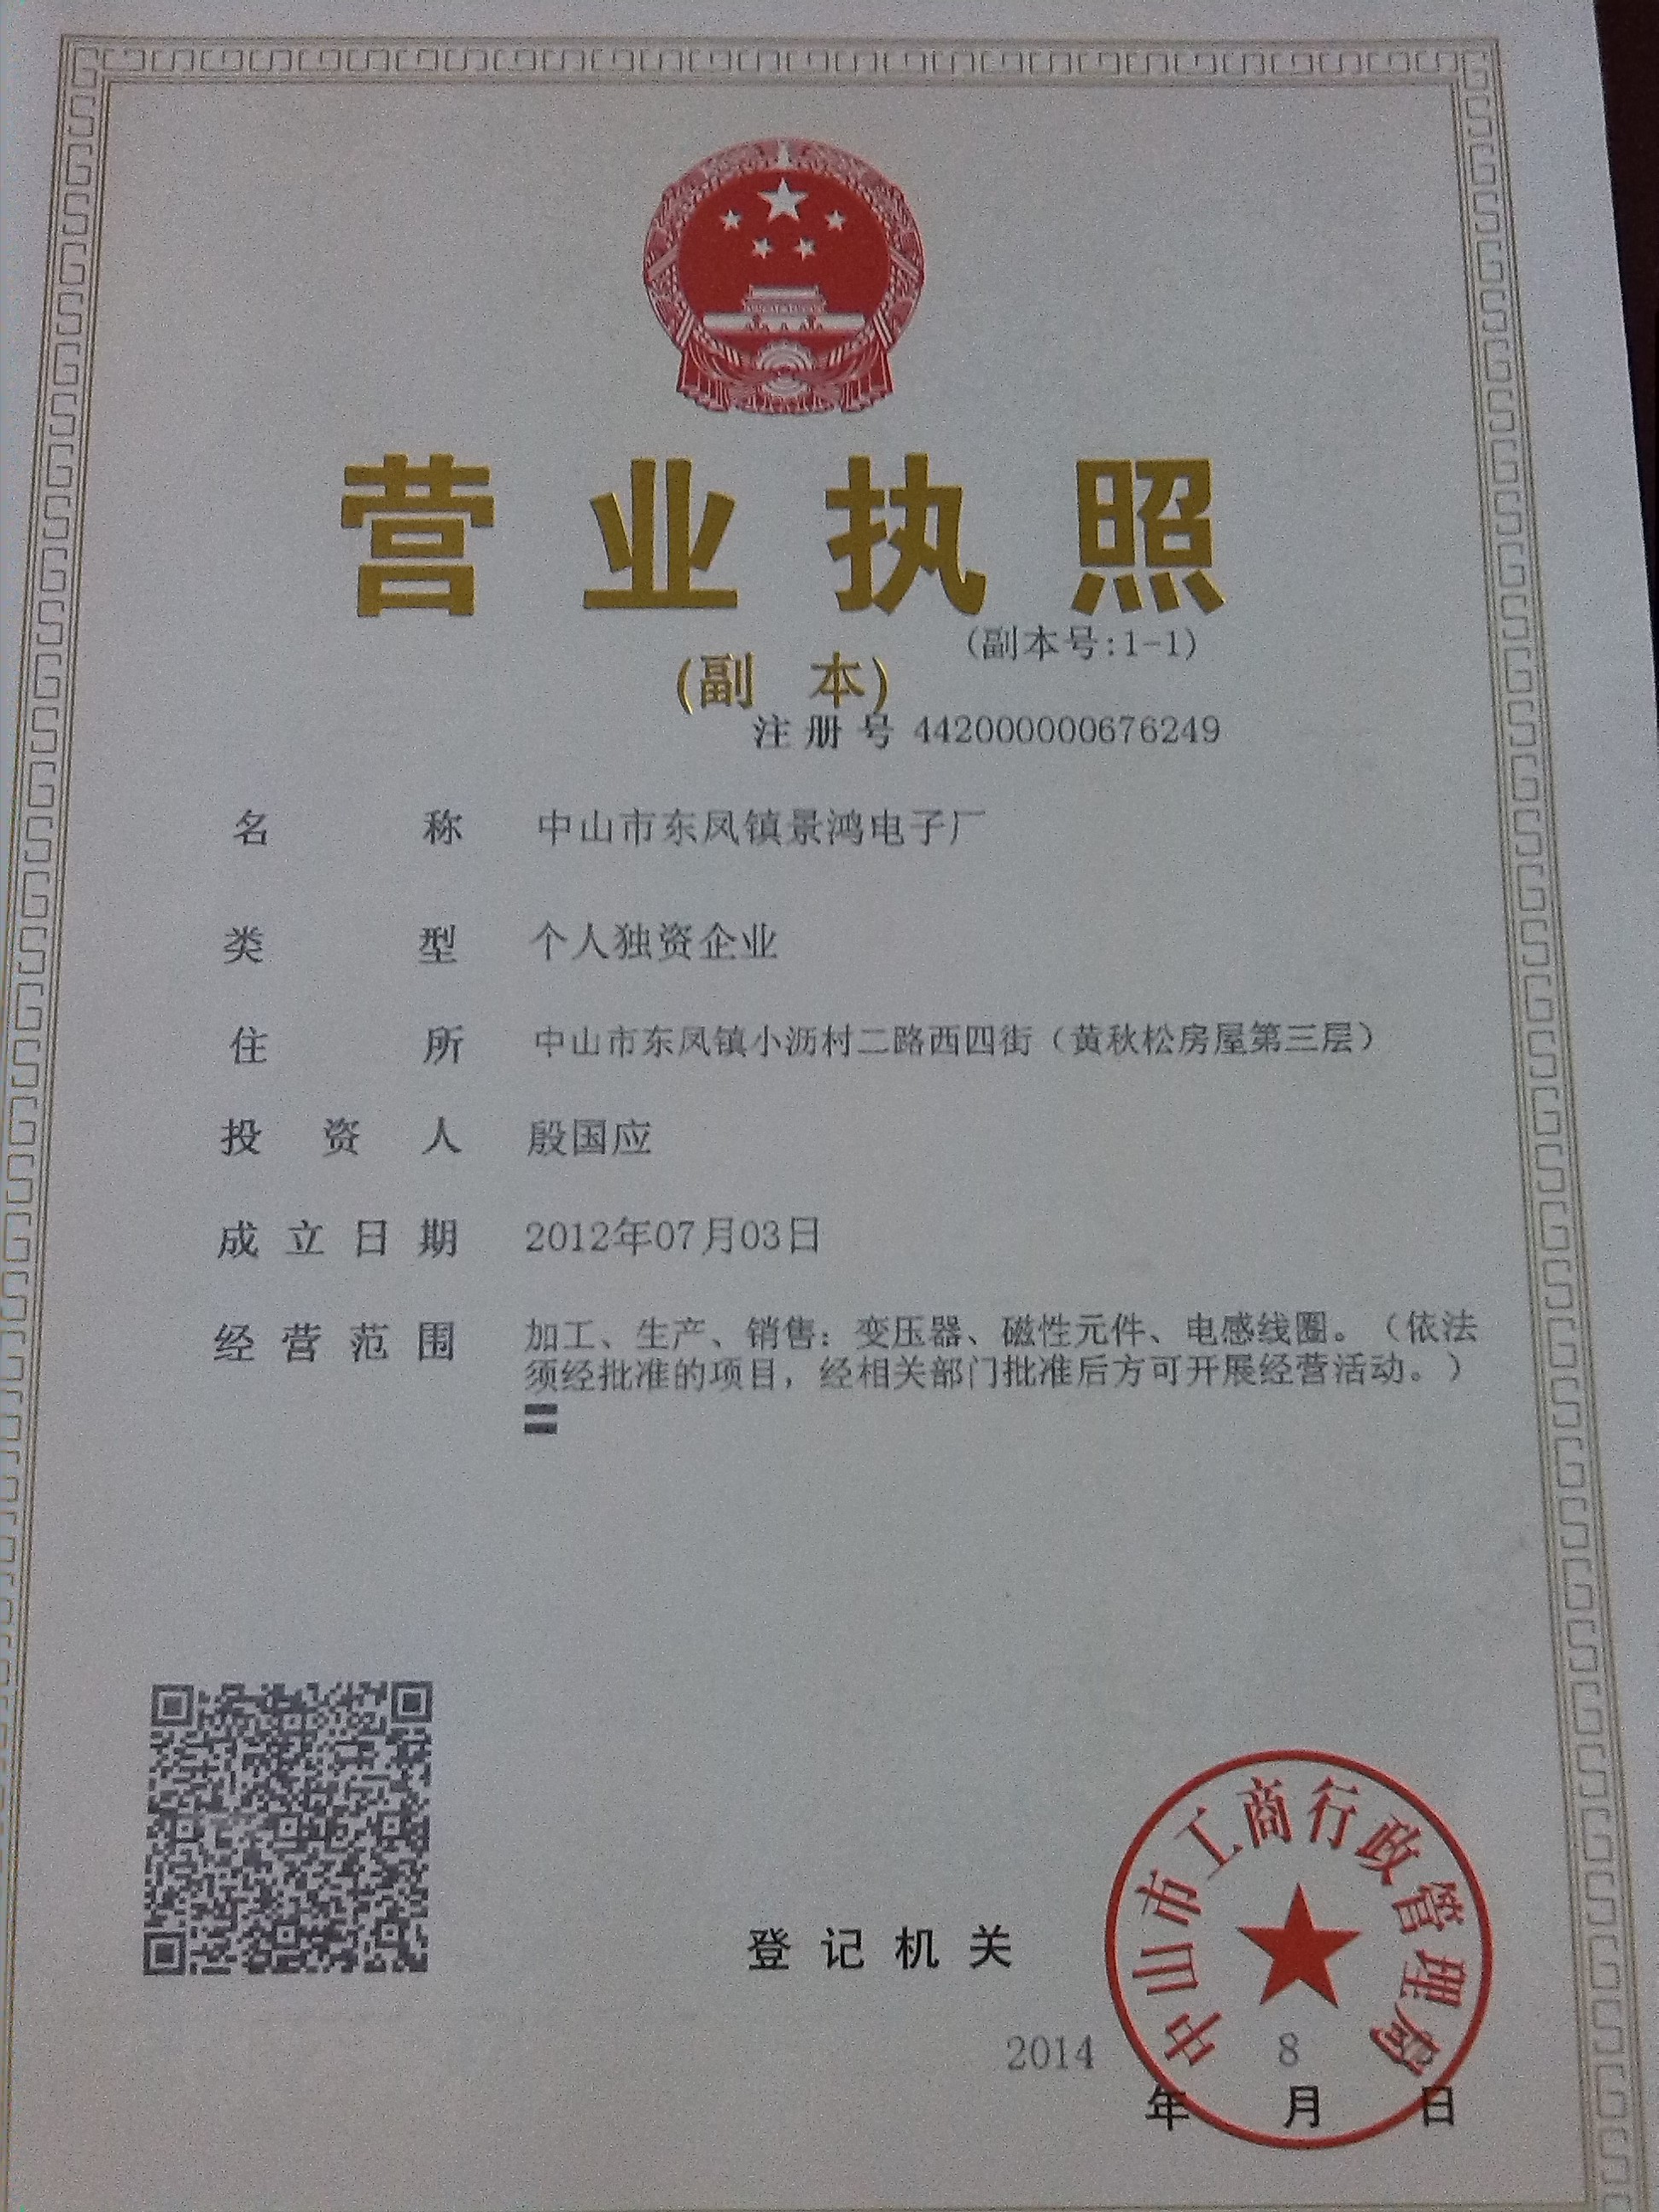 营业执照
(副本号:1-1)
(副 本)
注册号 442000000676249
名称 中山市东凤镇景鸿电子厂
类型 个人独资企业
住所 中山市东凤镇小沥村二路西四街（黄秋松房屋第三层）
投资人 殷国应
成立日期 2012年07月03日
经营范围 加工、生产、销售：变压器、磁性元件、电感线圈。（依法
须经批准的项目，经相关部门批准后方可开展经营活动。）
〓
中山市工商行政管理局
登记机关
2014 年 8 月 日